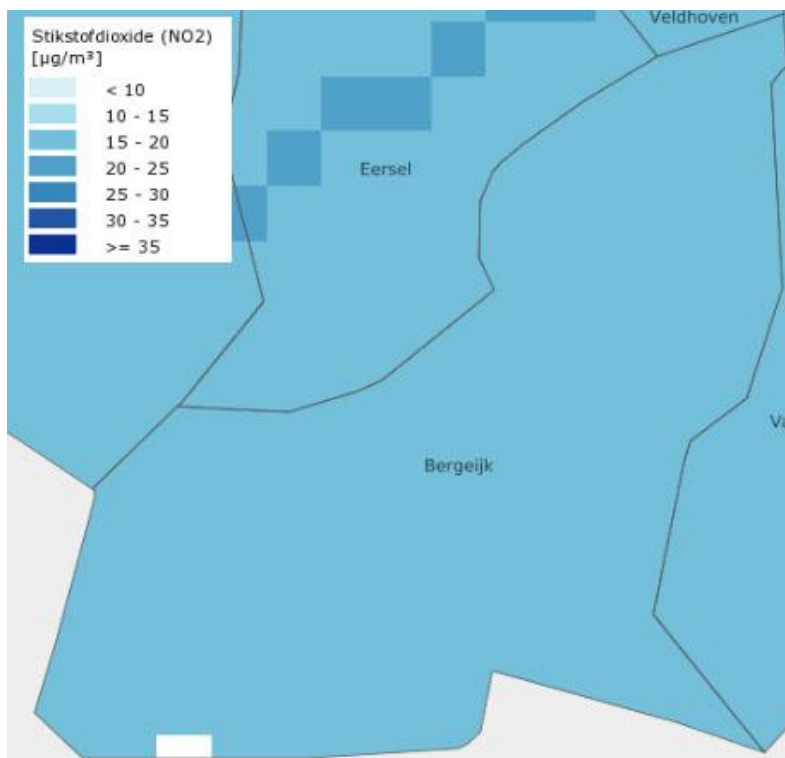 Stikstofdioxide (NO2)
[µg/m³]
< 10
10 - 15
15 - 20
20 - 25
25 - 30
30 - 35
>= 35
Veldhoven
Eersel
Va
Bergeijk